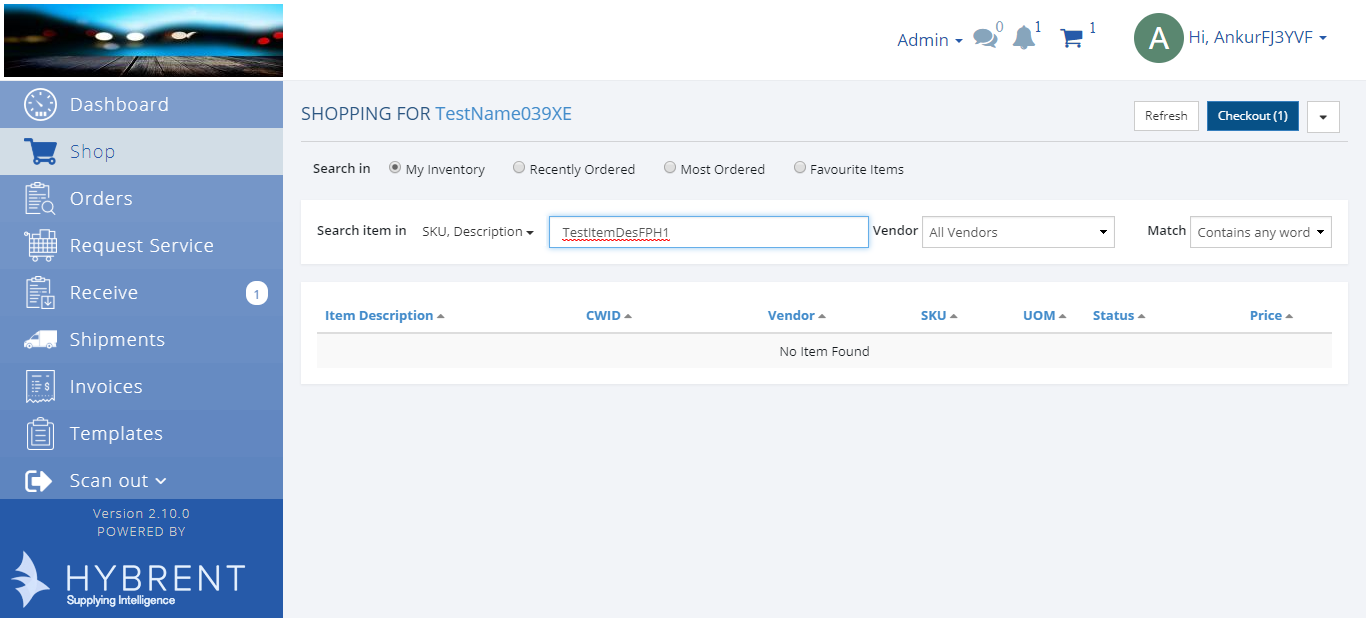 Admin 0 1 1 A Hi, AnkurFJ3YVF
Dashboard
Shop
Orders
Request Service
Receive 1
Shipments
Invoices
Templates
Scan out
Version 2.10.0
POWERED BY
HYBRENT
Supplying Intelligence
SHOPPING FOR TestName039XE Refresh Checkout (1)
Search in My Inventory Recently Ordered Most Ordered Favourite Items
Search item in SKU, Description TestItemDesFPH1 Vendor All Vendors Match Contains any word
Item Description CWID Vendor SKU UOM Status Price
No Item Found